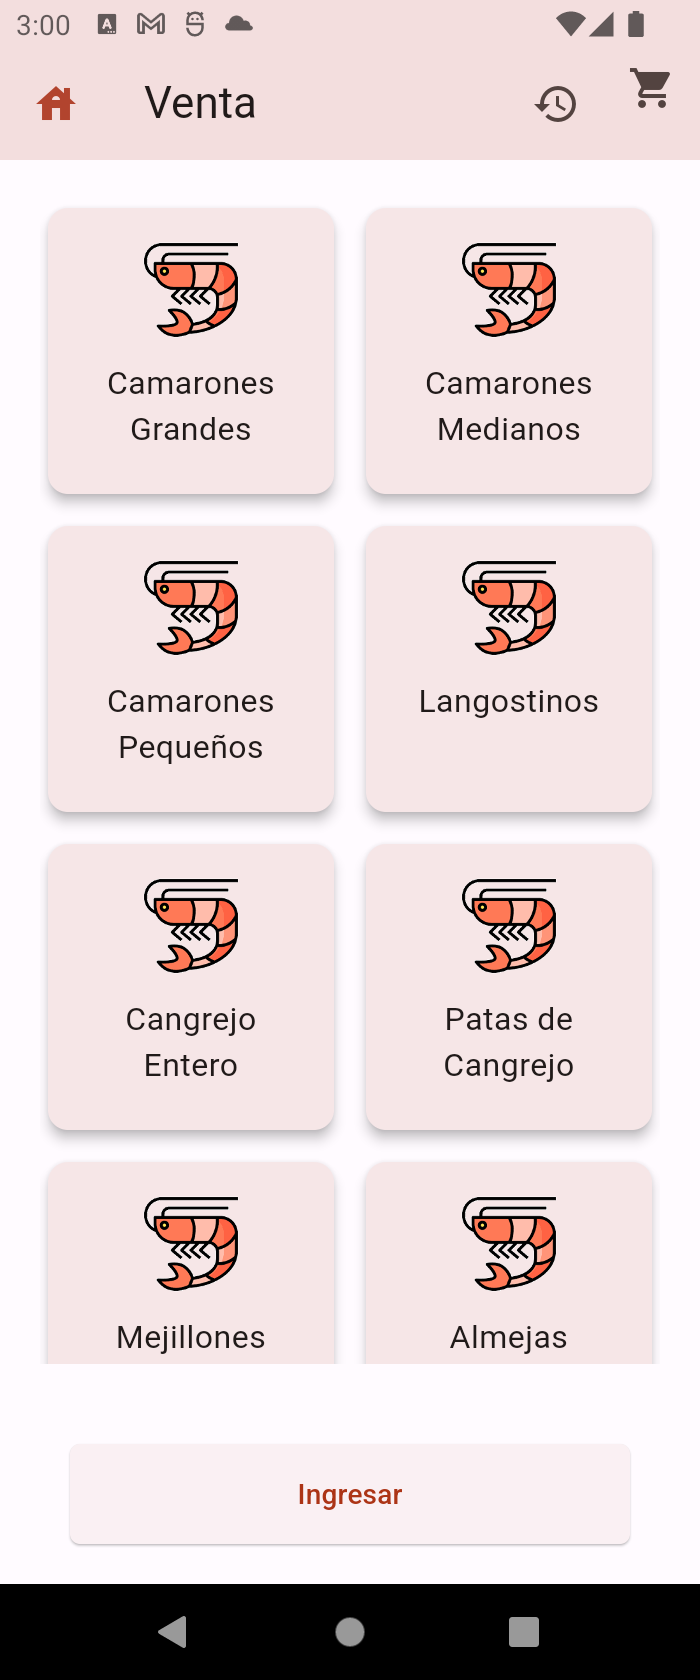 3:00
Venta
Camarones
Grandes
Camarones
Medianos
Camarones
Pequeños
Langostinos
Cangrejo
Entero
Patas de
Cangrejo
Mejillones
Almejas
Ingresar